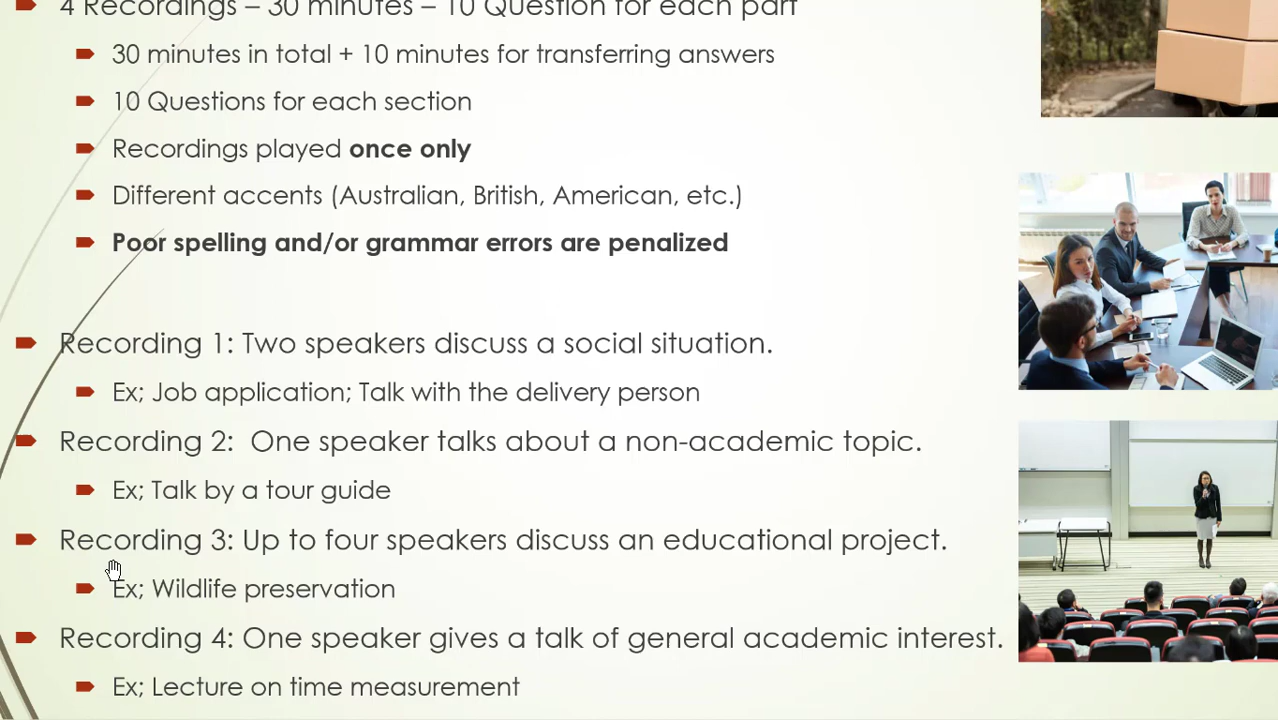 4 Recordings – 30 minutes – 10 Question for each part
30 minutes in total + 10 minutes for transferring answers
10 Questions for each section
Recordings played once only
Different accents (Australian, British, American, etc.)
Poor spelling and/or grammar errors are penalized
Recording 1: Two speakers discuss a social situation.
Ex; Job application; Talk with the delivery person
Recording 2:  One speaker talks about a non-academic topic.
Ex; Talk by a tour guide
Recording 3: Up to four speakers discuss an educational project.
Ex; Wildlife preservation
Recording 4: One speaker gives a talk of general academic interest.
Ex; Lecture on time measurement